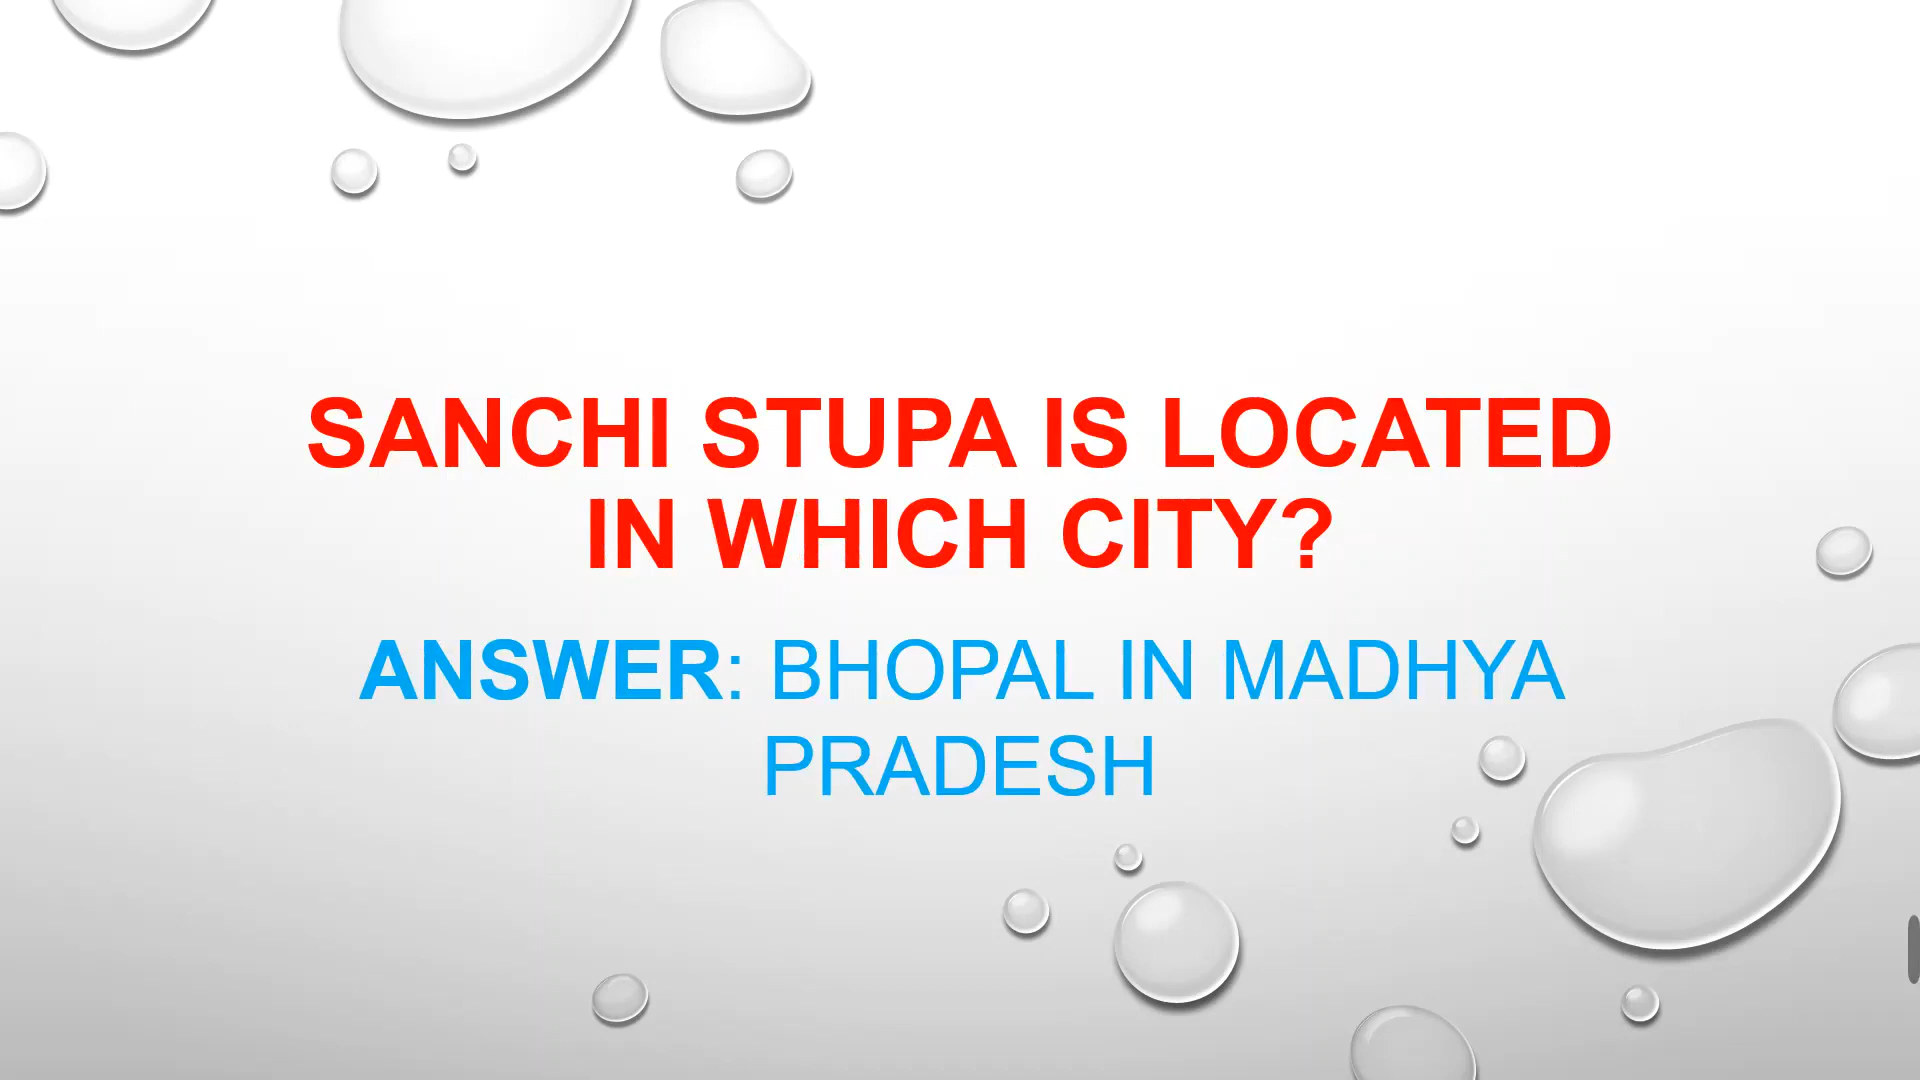 SANCHI STUPA IS LOCATED
IN WHICH CITY?
ANSWER: BHOPAL IN MADHYA
PRADESH